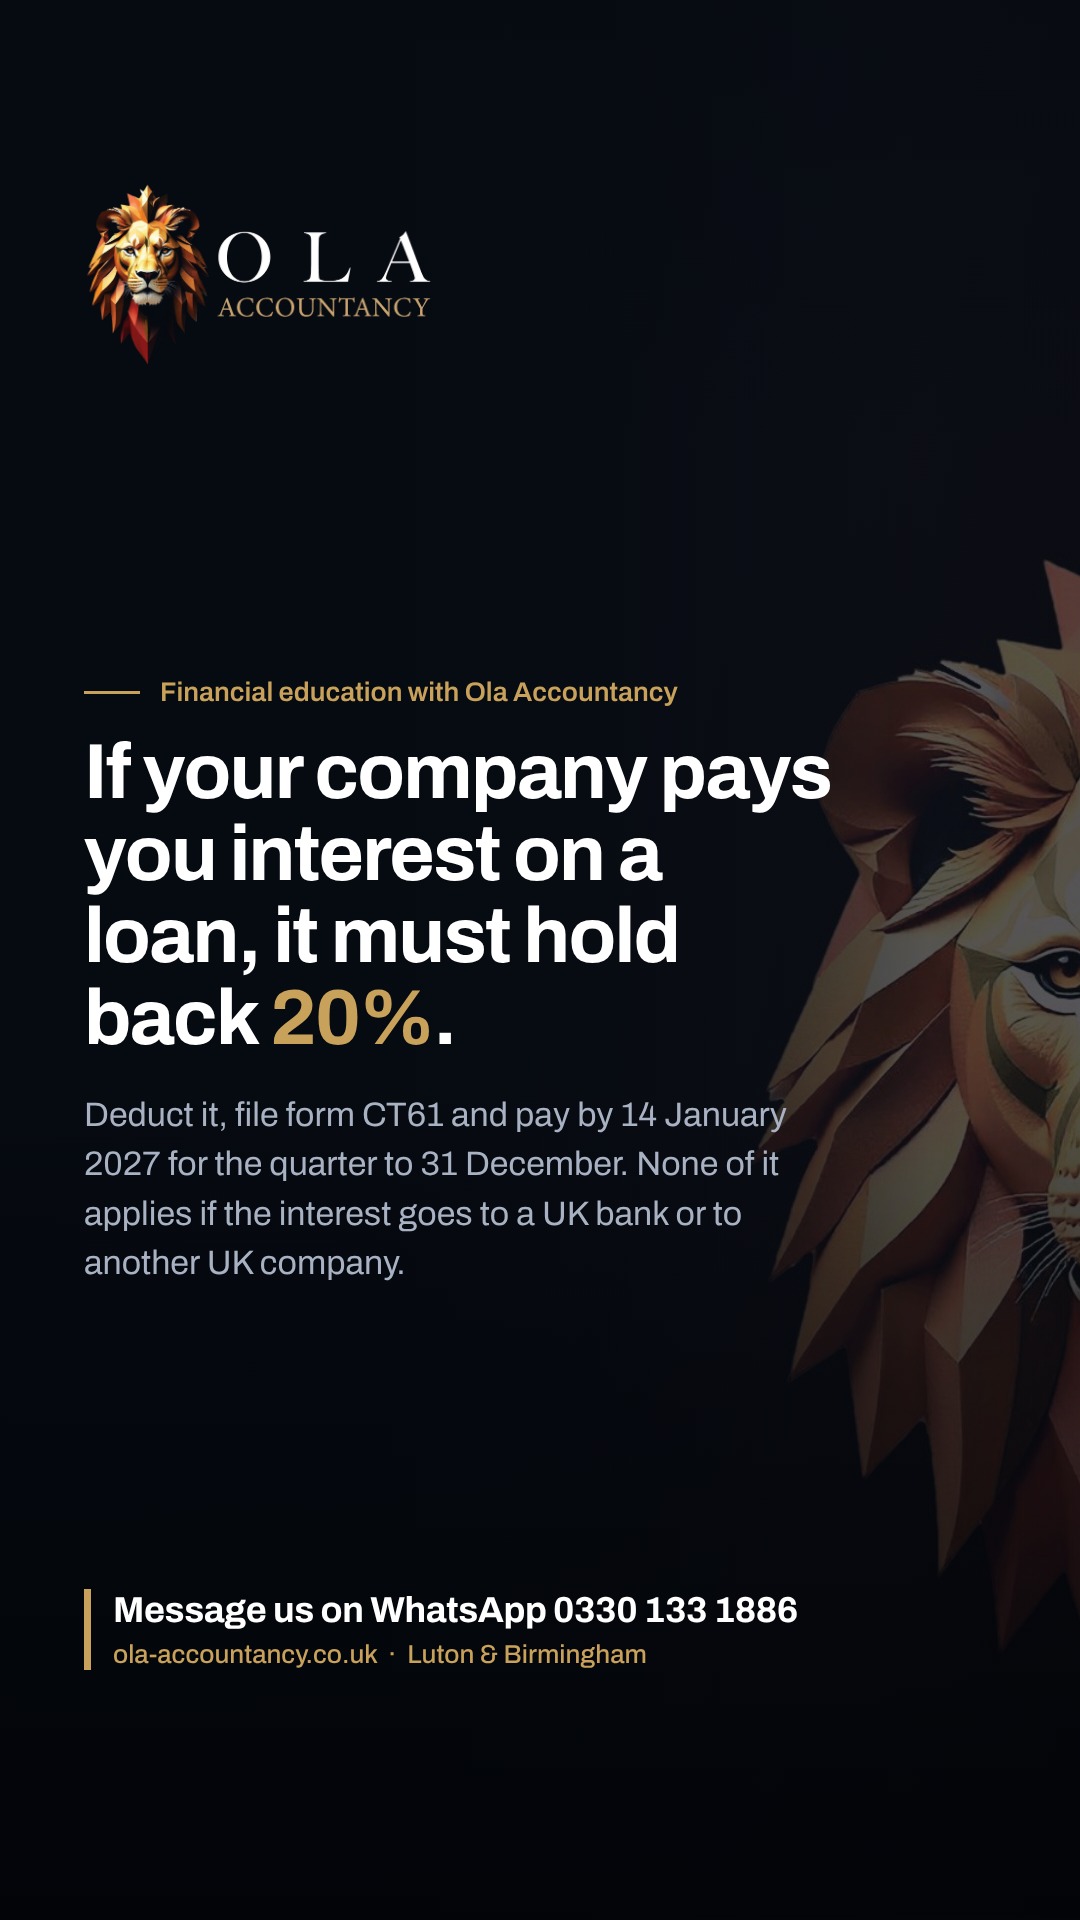 OLA
ACCOUNTANCY
Financial education with Ola Accountancy
If your company pays
you interest on a
loan, it must hold
back 20%.
Deduct it, file form CT61 and pay by 14 January
2027 for the quarter to 31 December. None of it
applies if the interest goes to a UK bank or to
another UK company.
Message us on WhatsApp 0330 133 1886
ola-accountancy.co.uk · Luton & Birmingham